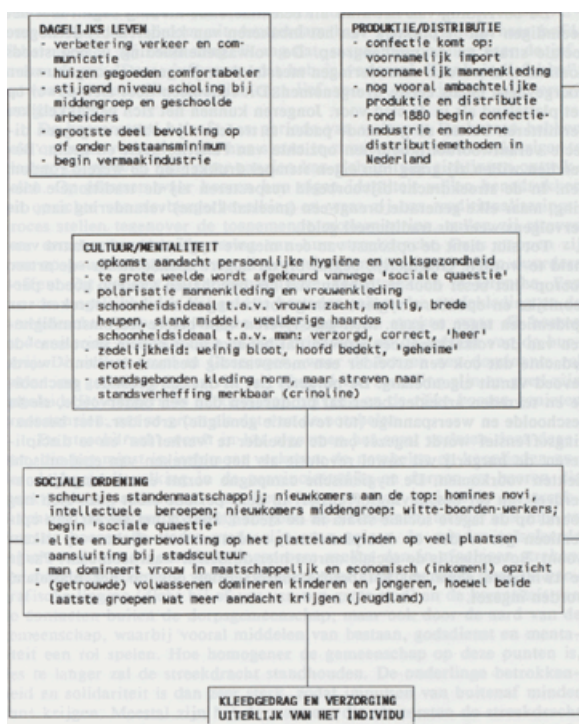 DAGELIJKS LEVEN
- verbetering verkeer en com-
municatie
- huizen gegoeden comfortabeler
- stijgend niveau scholing bij
middengroep en geschoolde
arbeiders
- grootste deel bevolking op
of onder bestaansminimum
- begin vermaakindustrie
PRODUKTIE/DISTRIBUTIE
- confectie komt op:
voornamelijk import
voornamelijk mannenkleding
- nog vooral ambachtelijke
produktie en distributie
- rond 1880 begin confectie-
industrie en moderne
distributiemethoden in
Nederland
CULTUUR/MENTALITEIT
- opkomst aandacht persoonlijke hygiëne en volksgezondheid
- te grote weelde wordt afgekeurd vanwege 'sociale quaestie'
- polarisatie mannenkleding en vrouwenkleding
- schoonheidsideaal t.a.v. vrouw: zacht, mollig, brede
heupen, slank middel, weelderige haardos
schoonheidsideaal t.a.v. man: verzorgd, correct, 'heer'
- zedelijkheid: weinig bloot, hoofd bedekt, 'geheime'
erotiek
- standsgebonden kleding norm, maar streven naar
standsverheffing merkbaar (crinoline)
SOCIALE ORDENING
- scheurtjes standenmaatschappij; nieuwkomers aan de top: homines novi,
intellectuele beroepen; nieuwkomers middengroep: witte-boorden-werkers;
begin 'sociale quaestie'
- elite en burgerbevolking op het platteland vinden op veel plaatsen
aansluiting bij stadscultuur
- man domineert vrouw in maatschappelijk en economisch (inkomen!) opzicht
(getrouwde) volwassenen domineren kinderen en jongeren, hoewel beide
laatste groepen wat meer aandacht krijgen (jeugdland)
KLEEDGEDRAG EN VERZORGING
UITERLIJK VAN HET INDIVIDU